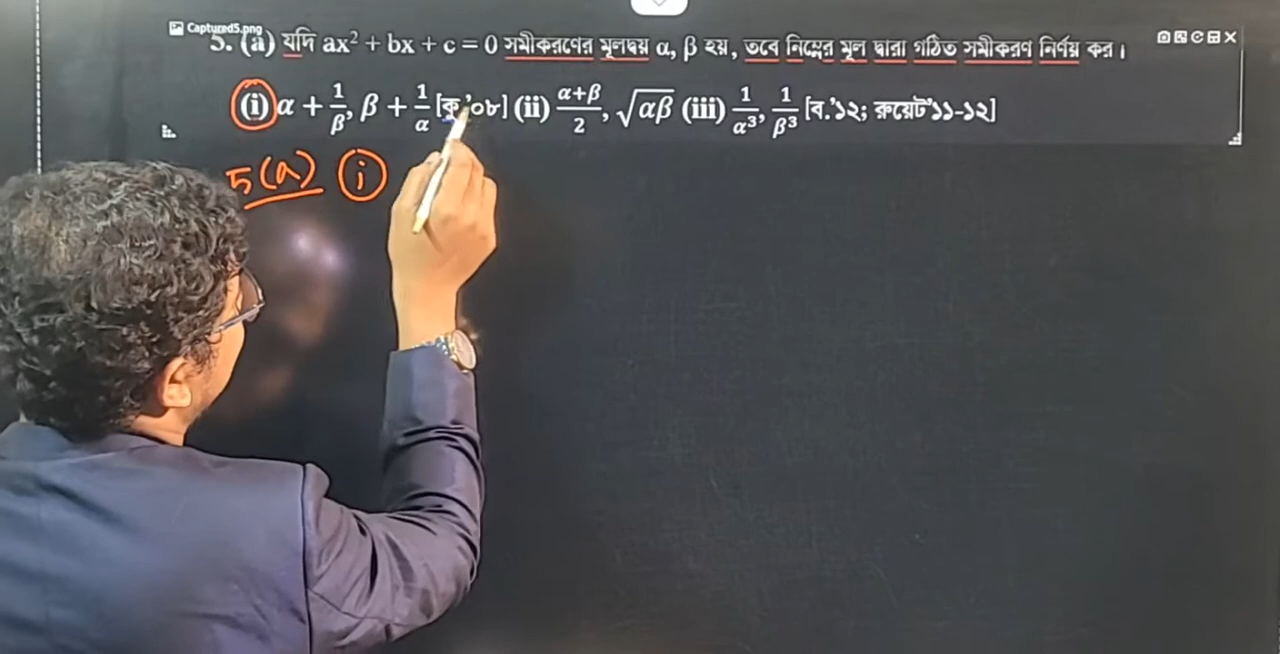 Captured5.png
5. (a) যদি ax² + bx + c = 0 সমীকরণের মূলদ্বয় α, β হয়, তবে নিম্নের মূল দ্বারা গঠিত সমীকরণ নির্ণয় কর।
(i) α + 1/β, β + 1/α [কু.'০৮] (ii) α+β/2, √αβ (iii) 1/α³, 1/β³ [ব.'১২; রুয়েট'১১-১২]
5(a) (i)